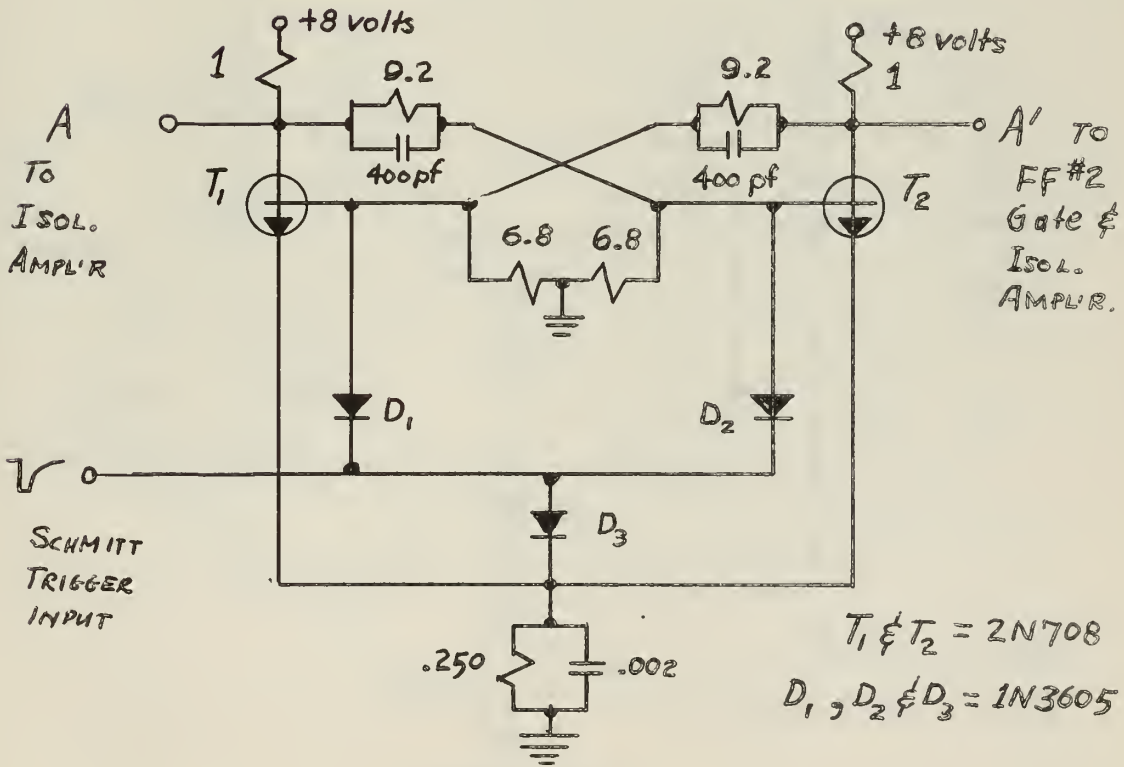 +8 volts
+8 volts
1
9.2
9.2
1
A
TO
ISOL.
AMPL'R
400pf
400 pf
A' TO
FF #2
Gate &
ISOL.
AMPL'R.
T1
T2
6.8
6.8
D1
D2
D3
SCHMITT
TRIGGER
INPUT
.250
.002
T1 & T2 = 2N708
D1, D2 & D3 = 1N3605